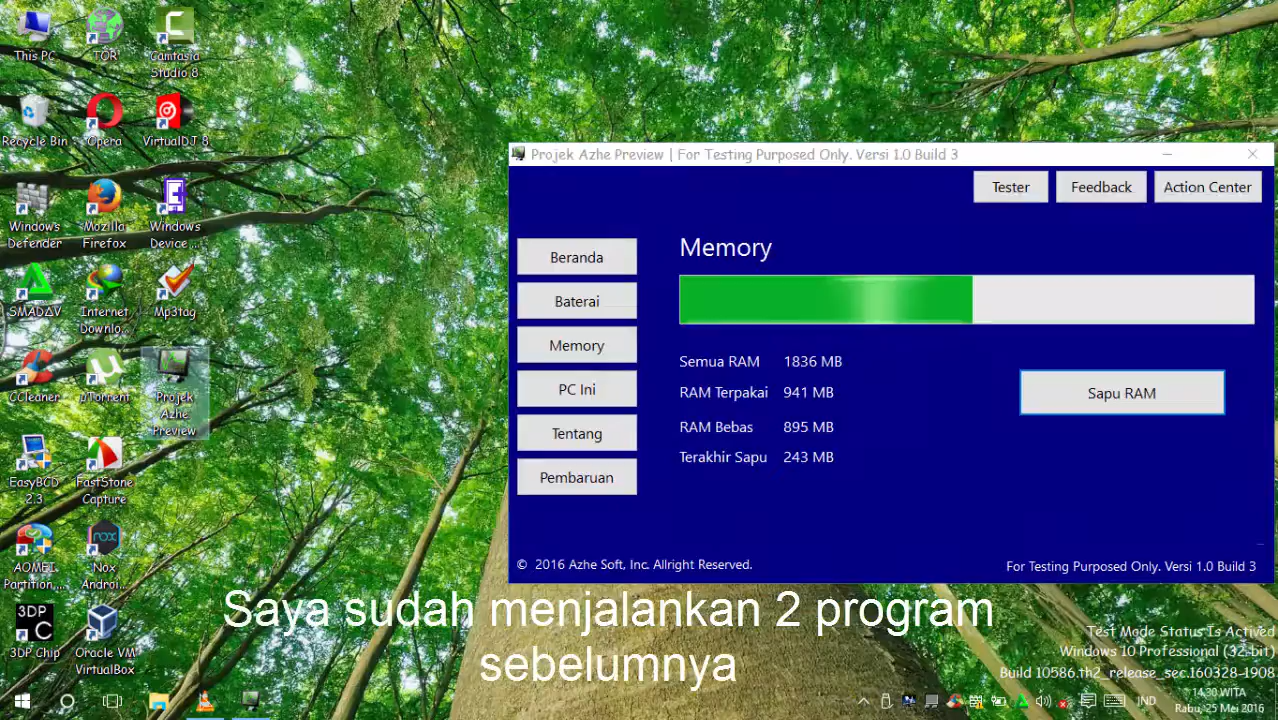 This PC
TOR
Camtasia
Studio 8
Recycle Bin
Opera
VirtualDJ 8
Windows
Defender
Mozilla
Firefox
Windows
Device ...
SMADΔV
Internet
Downlo...
Mp3tag
CCleaner
µTorrent
Projek
Azhe
Preview
EasyBCD
2.3
FastStone
Capture
AOMEI
Partition...
nox
Nox
Androi...
3DP
C
3DP Chip
Oracle VM
VirtualBox
Projek Azhe Preview | For Testing Purposed Only. Versi 1.0 Build 3
Tester
Feedback
Action Center
Beranda
Baterai
Memory
PC Ini
Tentang
Pembaruan
Memory
Semua RAM 1836 MB
RAM Terpakai 941 MB
RAM Bebas 895 MB
Terakhir Sapu 243 MB
Sapu RAM
© 2016 Azhe Soft, Inc. Allright Reserved.
For Testing Purposed Only. Versi 1.0 Build 3
Saya sudah menjalankan 2 program
sebelumnya
Test Mode Status Is Actived
Windows 10 Professional (32-bit)
Build 10586.th2_release_sec.160328-1908
IND
14.30 WITA
Rabu, 25 Mei 2016